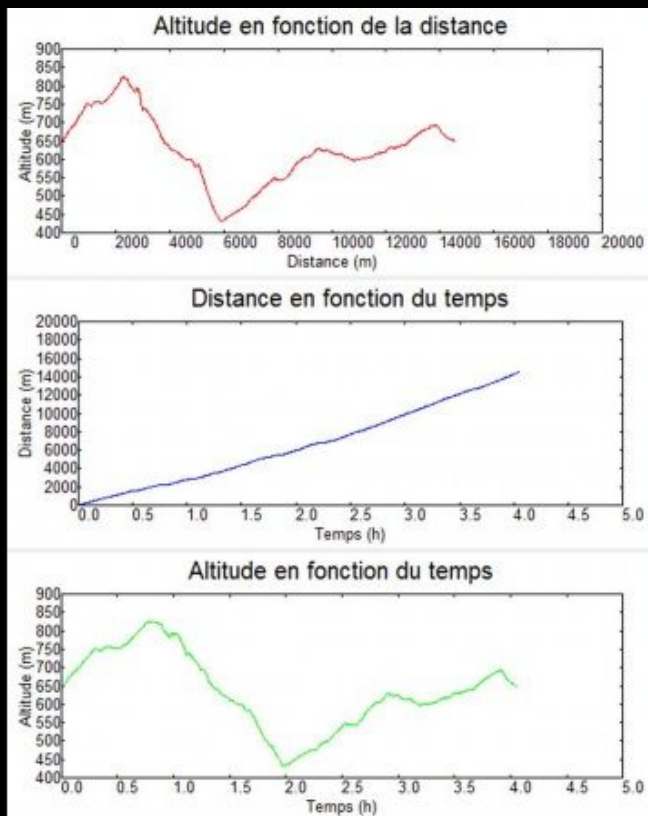 Altitude en fonction de la distance
900
850
800
750
700
650
600
550
500
450
400
Altitude (m)
0 2000 4000 6000 8000 10000 12000 14000 16000 18000 20000
Distance (m)
Distance en fonction du temps
20000
18000
16000
14000
12000
10000
8000
6000
4000
2000
0
Distance (m)
0.0 0.5 1.0 1.5 2.0 2.5 3.0 3.5 4.0 4.5 5.0
Temps (h)
Altitude en fonction du temps
900
850
800
750
700
650
600
550
500
450
400
Altitude (m)
0.0 0.5 1.0 1.5 2.0 2.5 3.0 3.5 4.0 4.5 5.0
Temps (h)